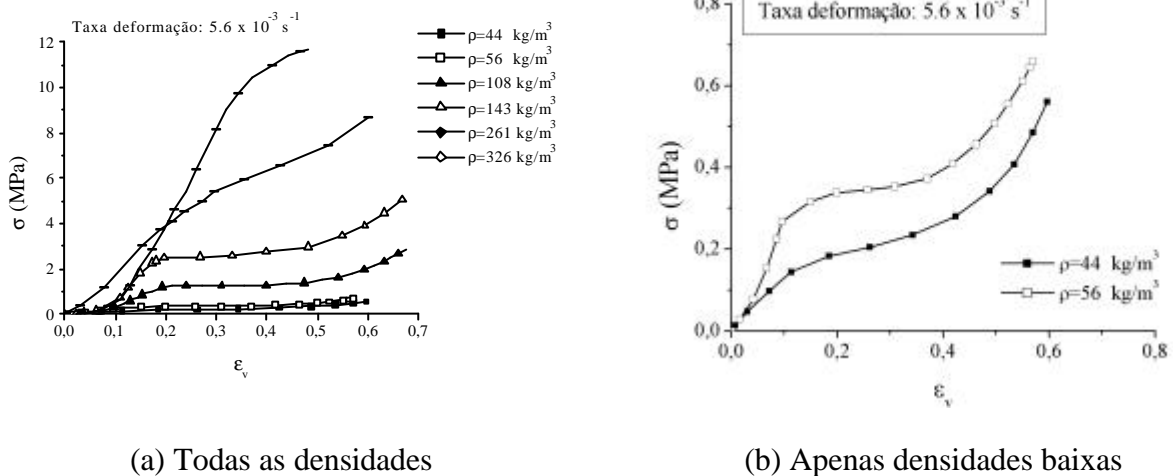 Taxa deformação: 5.6 x 10⁻³ s⁻¹
12
10
8
6
4
2
0
σ (MPa)
0,0 0,1 0,2 0,3 0,4 0,5 0,6 0,7
εᵥ
ρ=44 kg/m³
ρ=56 kg/m³
ρ=108 kg/m³
ρ=143 kg/m³
ρ=261 kg/m³
ρ=326 kg/m³
(a) Todas as densidades
Taxa deformação: 5.6 x 10⁻³ s⁻¹
0,8
0,6
0,4
0,2
0,0
σ (MPa)
0,0 0,2 0,4 0,6 0,8
εᵥ
ρ=44 kg/m³
ρ=56 kg/m³
(b) Apenas densidades baixas